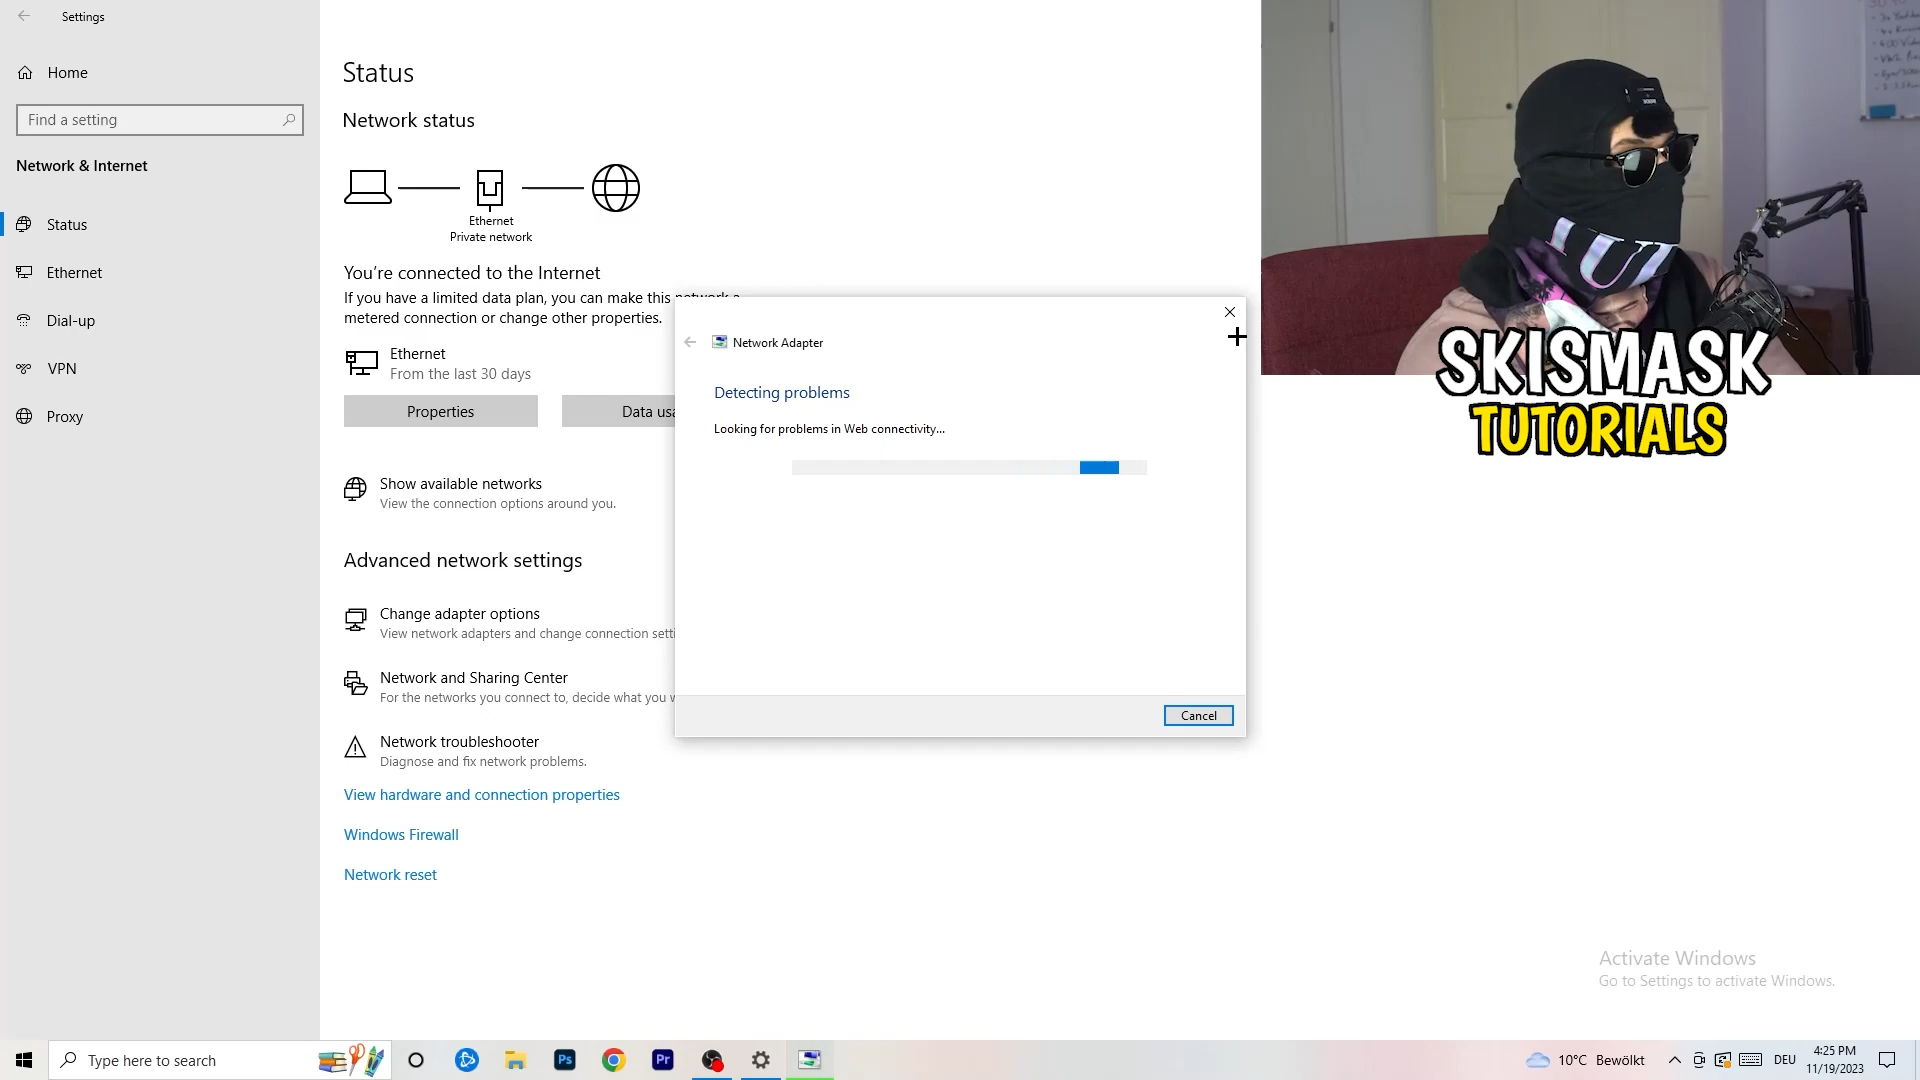 Settings
Home
Find a setting
Network & Internet
Status
Ethernet
Dial-up
VPN
Proxy
Status
Network status
Ethernet
Private network
You're connected to the Internet
If you have a limited data plan, you can make this network a
metered connection or change other properties.
Ethernet
From the last 30 days
Properties
Data usa
Show available networks
View the connection options around you.
Advanced network settings
Change adapter options
View network adapters and change connection setti
Network and Sharing Center
For the networks you connect to, decide what you w
Network troubleshooter
Diagnose and fix network problems.
View hardware and connection properties
Windows Firewall
Network reset
Network Adapter
Detecting problems
Looking for problems in Web connectivity...
Cancel
SKISMASK
TUTORIALS
Activate Windows
Go to Settings to activate Windows.
Type here to search
Ps
Pr
10°C Bewölkt
DEU
4:25 PM
11/19/2023